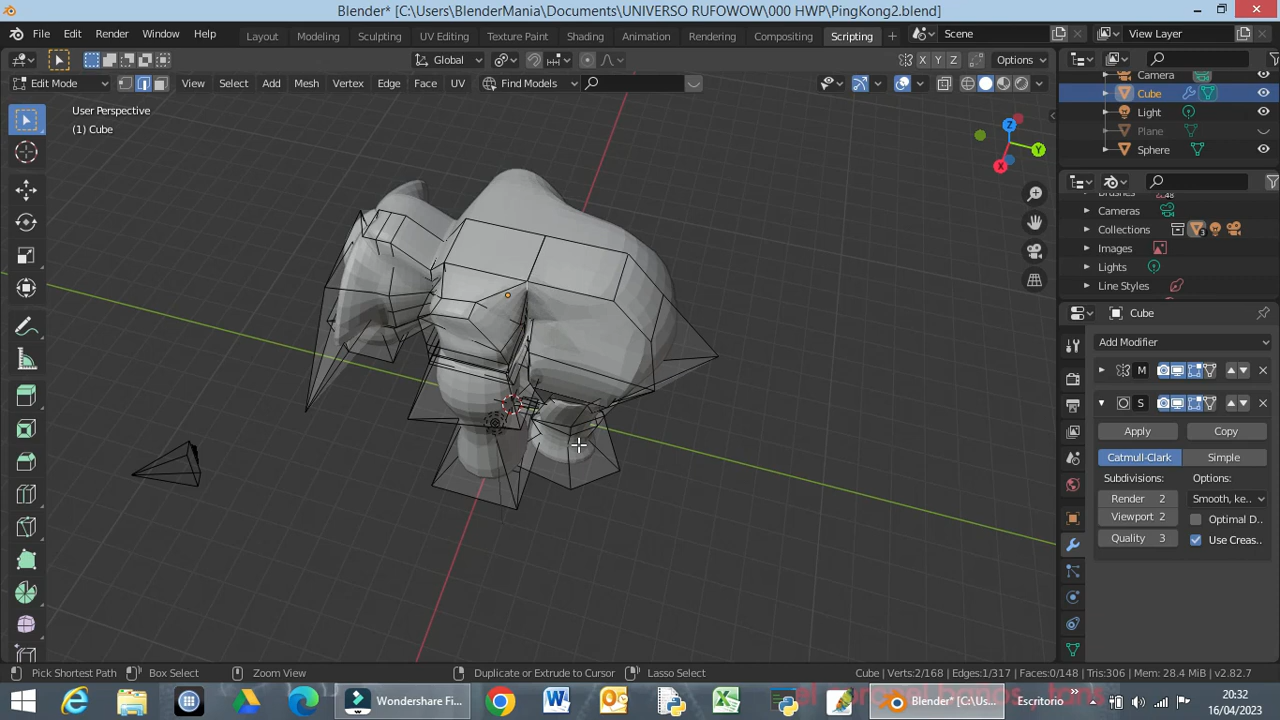 Blender* [C:\Users\BlenderMania\Documents\UNIVERSO RUFOWOW\000 HWP\PingKong2.blend]
File Edit Render Window Help Layout Modeling Sculpting UV Editing Texture Paint Shading Animation Rendering Compositing Scripting Scene View Layer
Global X Y Z Options
Edit Mode View Select Add Mesh Vertex Edge Face UV Find Models
User Perspective
(1) Cube
Z
Y
X
Camera
Cube
Light
Plane
Sphere
Cameras
Collections 3
Images
Lights
Line Styles
Cube
Add Modifier
M
S
Apply Copy
Catmull-Clark Simple
Subdivisions: Options:
Render 2 Smooth, ke..
Viewport 2 Optimal D..
Quality 3 Use Creas..
Pick Shortest Path Box Select Zoom View Duplicate or Extrude to Cursor Lasso Select Cube | Verts:2/168 | Edges:1/317 | Faces:0/148 | Tris:306 | Mem: 28.4 MiB | v2.82.7
Wondershare Fi... Blender* [C:\Us... Escritorio 20:32
16/04/2023